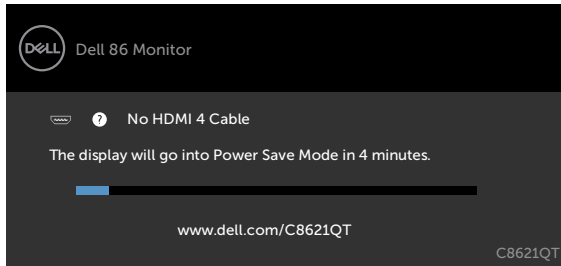 DELL
Dell 86 Monitor
? No HDMI 4 Cable
The display will go into Power Save Mode in 4 minutes.
www.dell.com/C8621QT
C8621QT